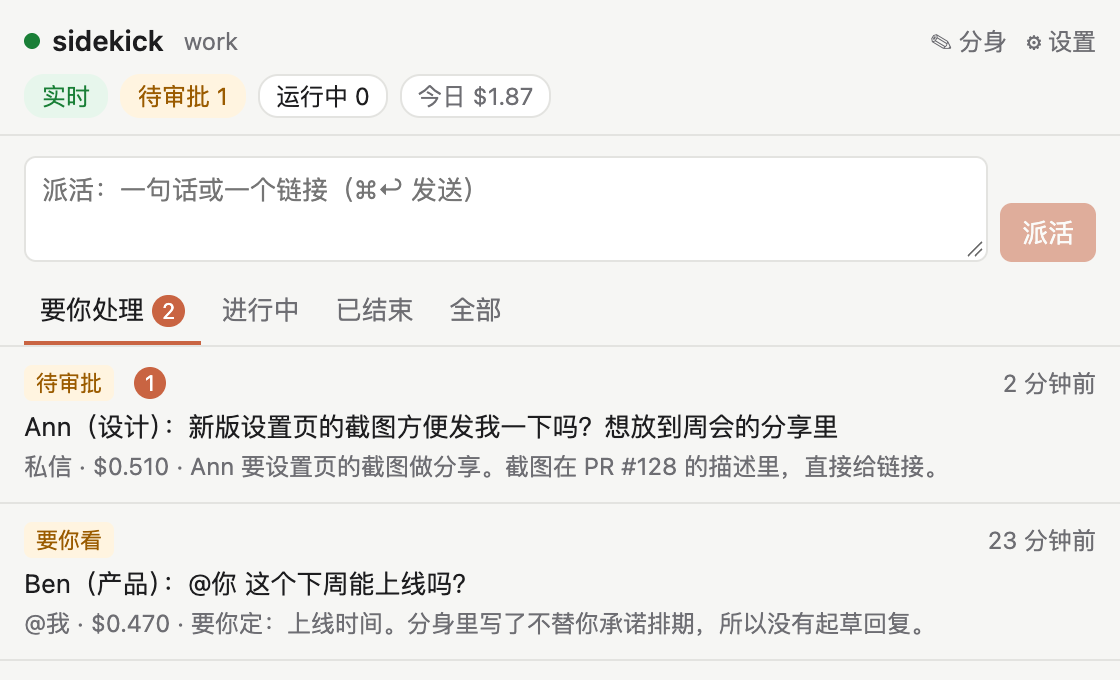 sidekick work ✎ 分身 ⚙ 设置
实时 待审批 1 运行中 0 今日 $1.87
派活：一句话或一个链接（⌘↩ 发送）
派活
要你处理 2 进行中 已结束 全部
待审批 1 2 分钟前
Ann（设计）：新版设置页的截图方便发我一下吗？想放到周会的分享里
私信 · $0.510 · Ann 要设置页的截图做分享。截图在 PR #128 的描述里，直接给链接。
要你看 23 分钟前
Ben（产品）：@你 这个下周能上线吗？
@我 · $0.470 · 要你定：上线时间。分身里写了不替你承诺排期，所以没有起草回复。